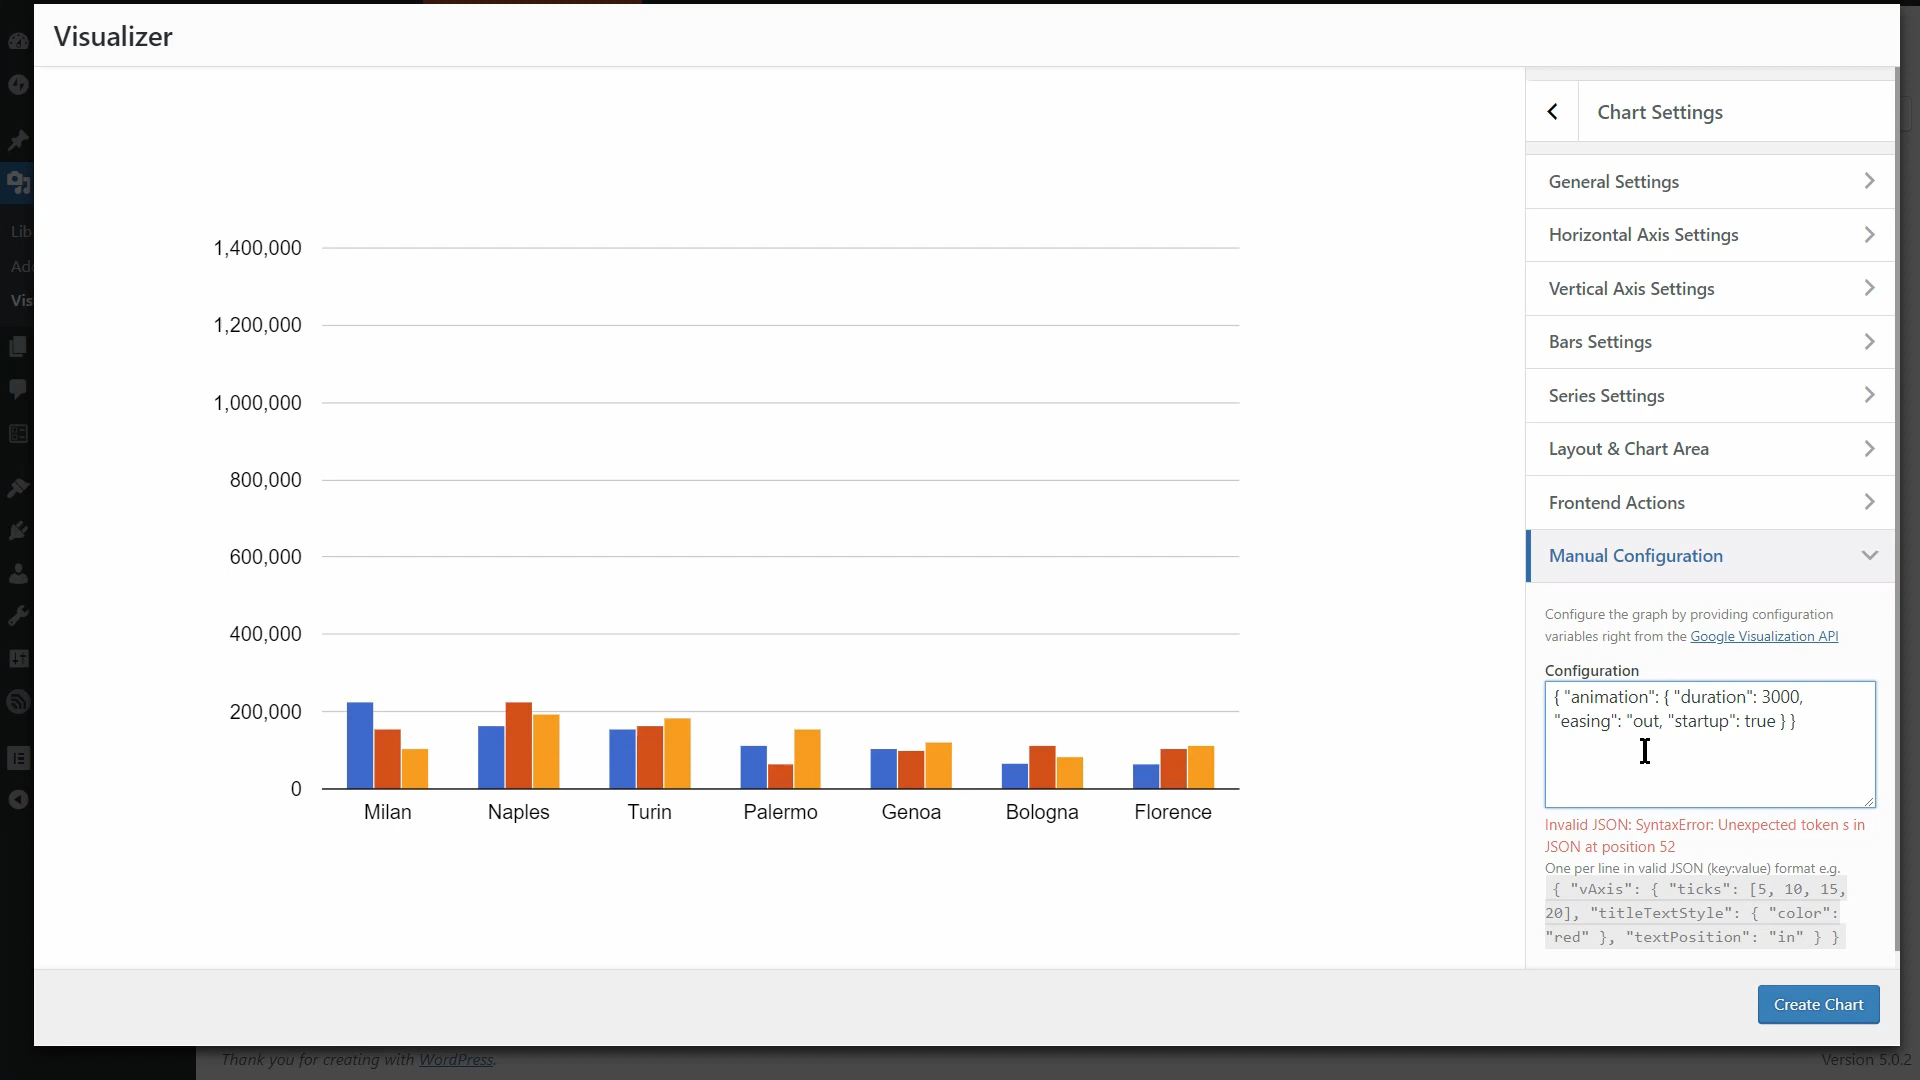 Visualizer
Chart Settings
General Settings
Horizontal Axis Settings
Vertical Axis Settings
Bars Settings
Series Settings
Layout & Chart Area
Frontend Actions
Manual Configuration
Configure the graph by providing configuration
variables right from the Google Visualization API
Configuration
{ "animation": { "duration": 3000,
"easing": "out, "startup": true } }
Invalid JSON: SyntaxError: Unexpected token s in
JSON at position 52
One per line in valid JSON (key:value) format e.g.
{ "vAxis": { "ticks": [5, 10, 15,
20], "titleTextStyle": { "color":
"red" }, "textPosition": "in" } }
1,400,000
1,200,000
1,000,000
800,000
600,000
400,000
200,000
0
Milan Naples Turin Palermo Genoa Bologna Florence
Create Chart
Lib
Ad
Vis
Thank you for creating with WordPress.
Version 5.0.2